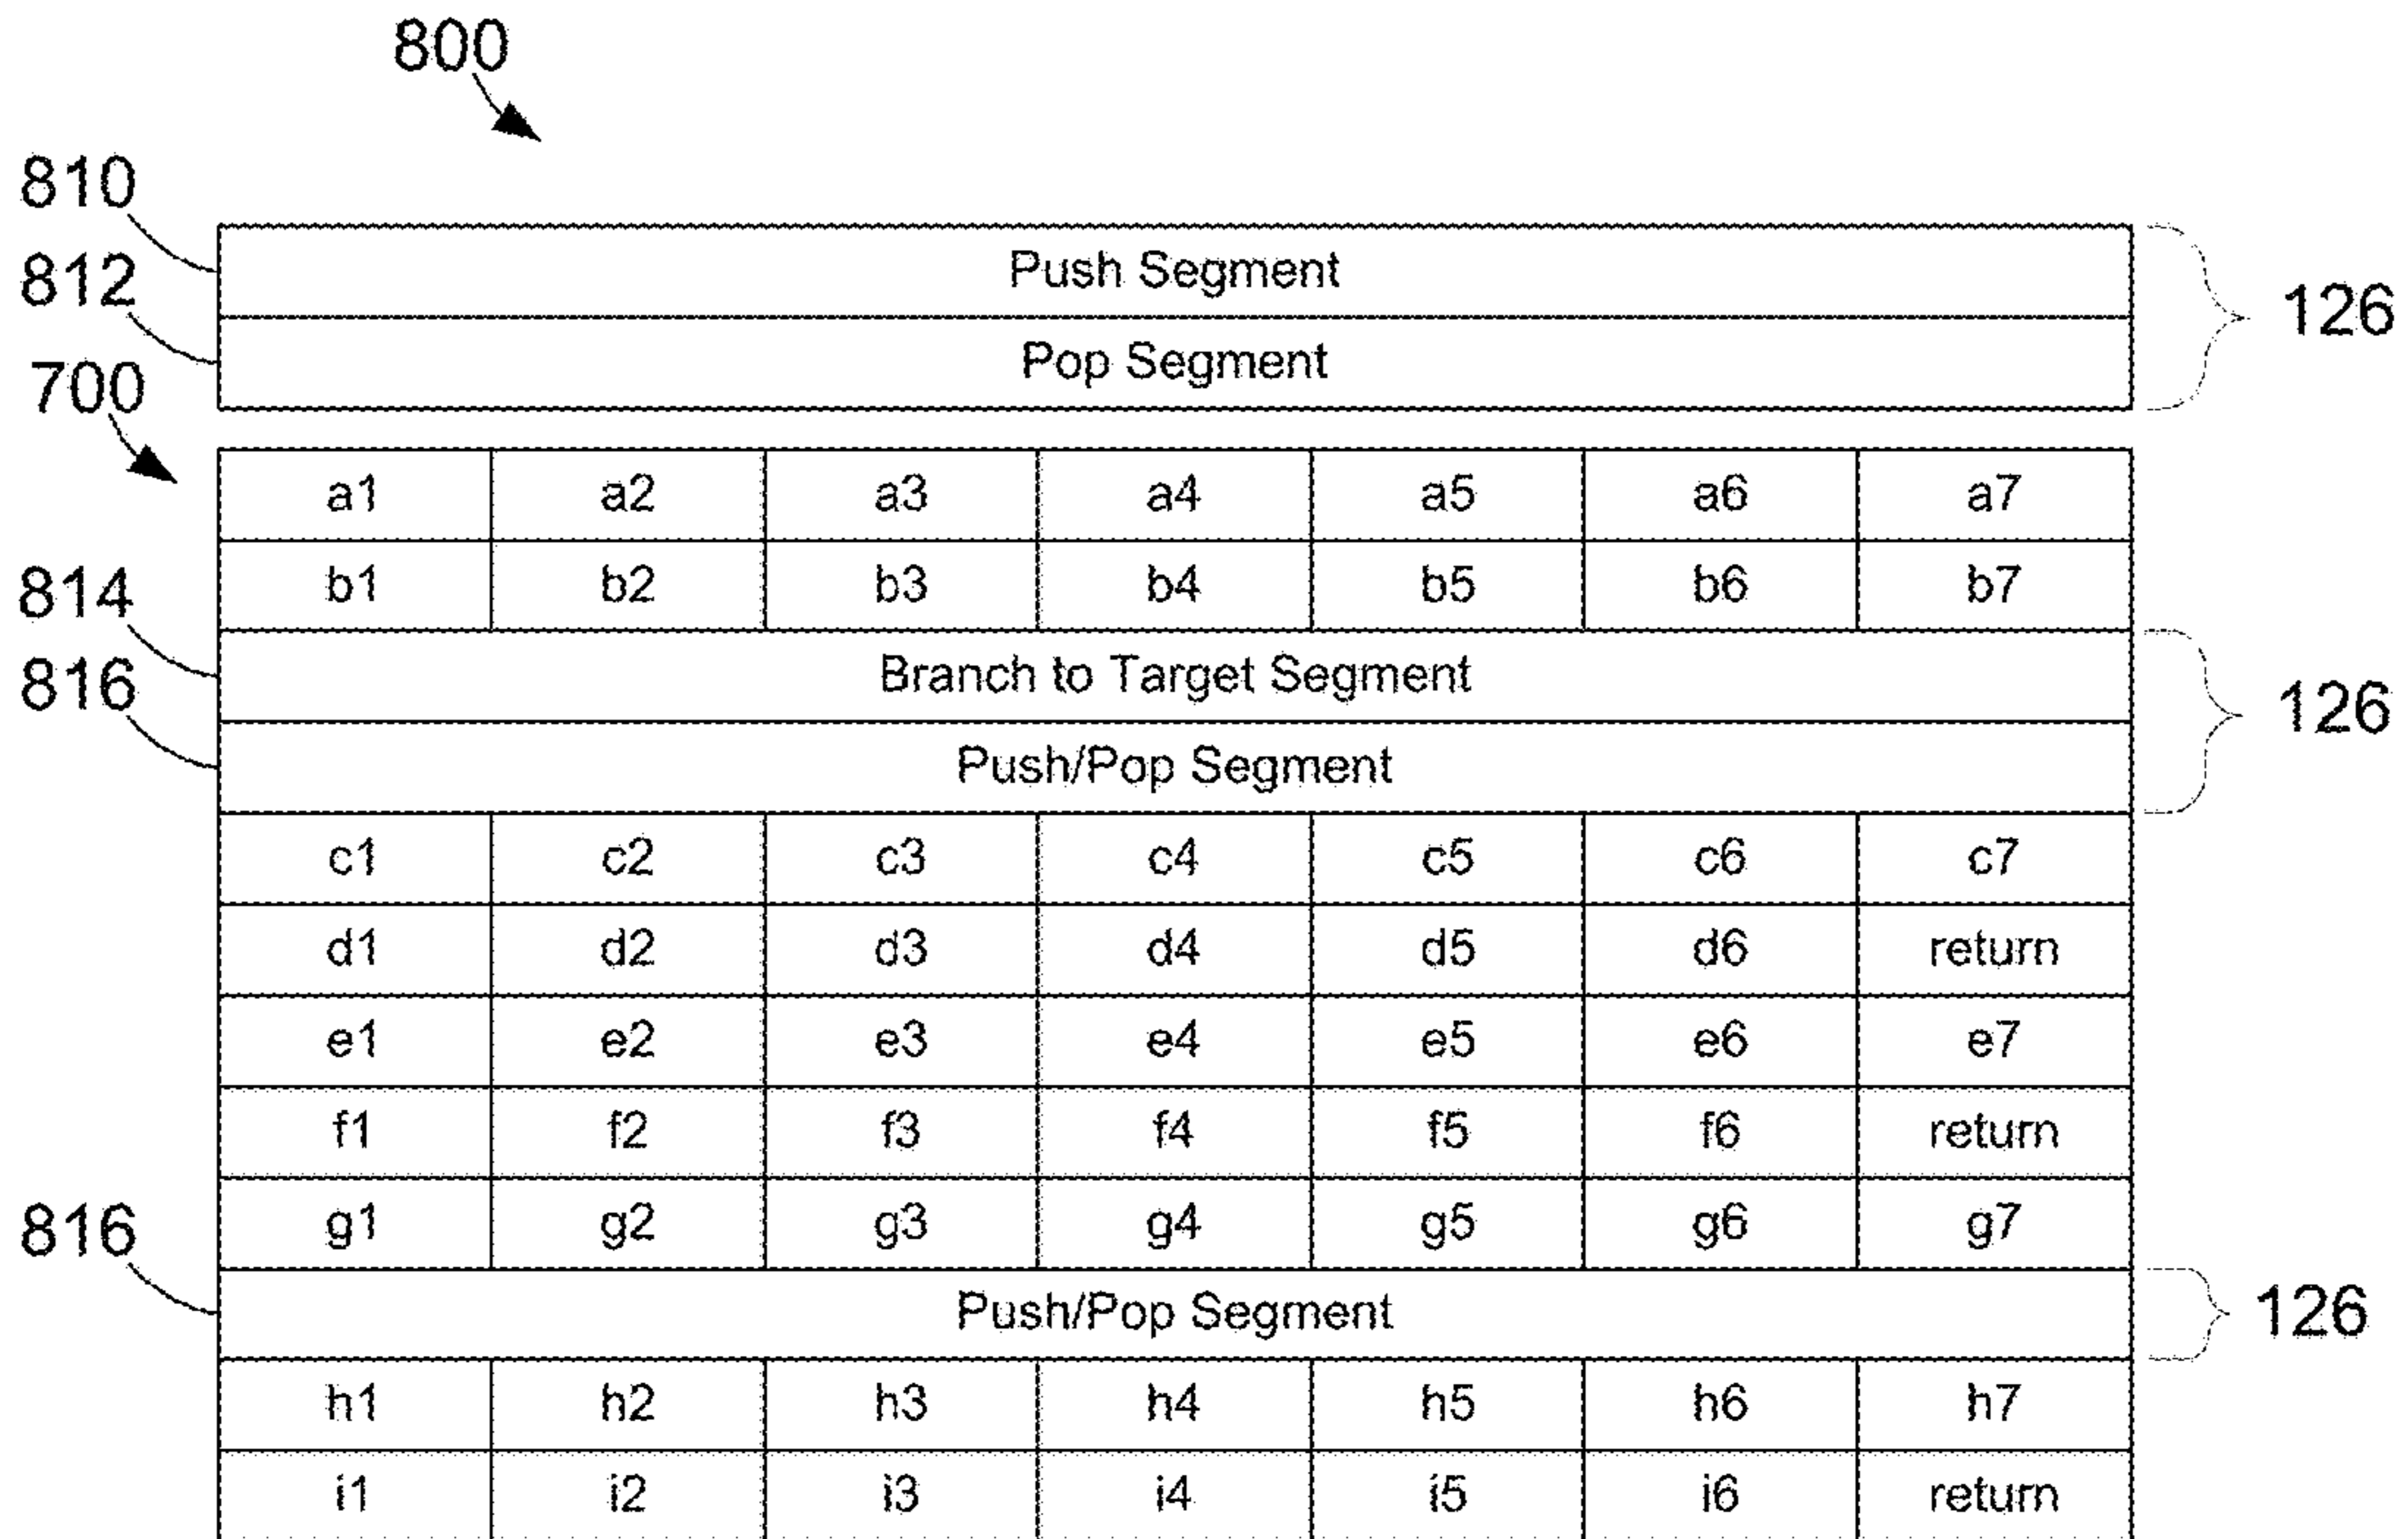 800
810
Push Segment
812
126
Pop Segment
700
a1 a2 a3 a4 a5 a6 a7
b1 b2 b3 b4 b5 b6 b7
814
Branch to Target Segment
816
126
Push/Pop Segment
c1 c2 c3 c4 c5 c6 c7
d1 d2 d3 d4 d5 d6 return
e1 e2 e3 e4 e5 e6 e7
f1 f2 f3 f4 f5 f6 return
816
g1 g2 g3 g4 g5 g6 g7
Push/Pop Segment
126
h1 h2 h3 h4 h5 h6 h7
i1 i2 i3 i4 i5 i6 return